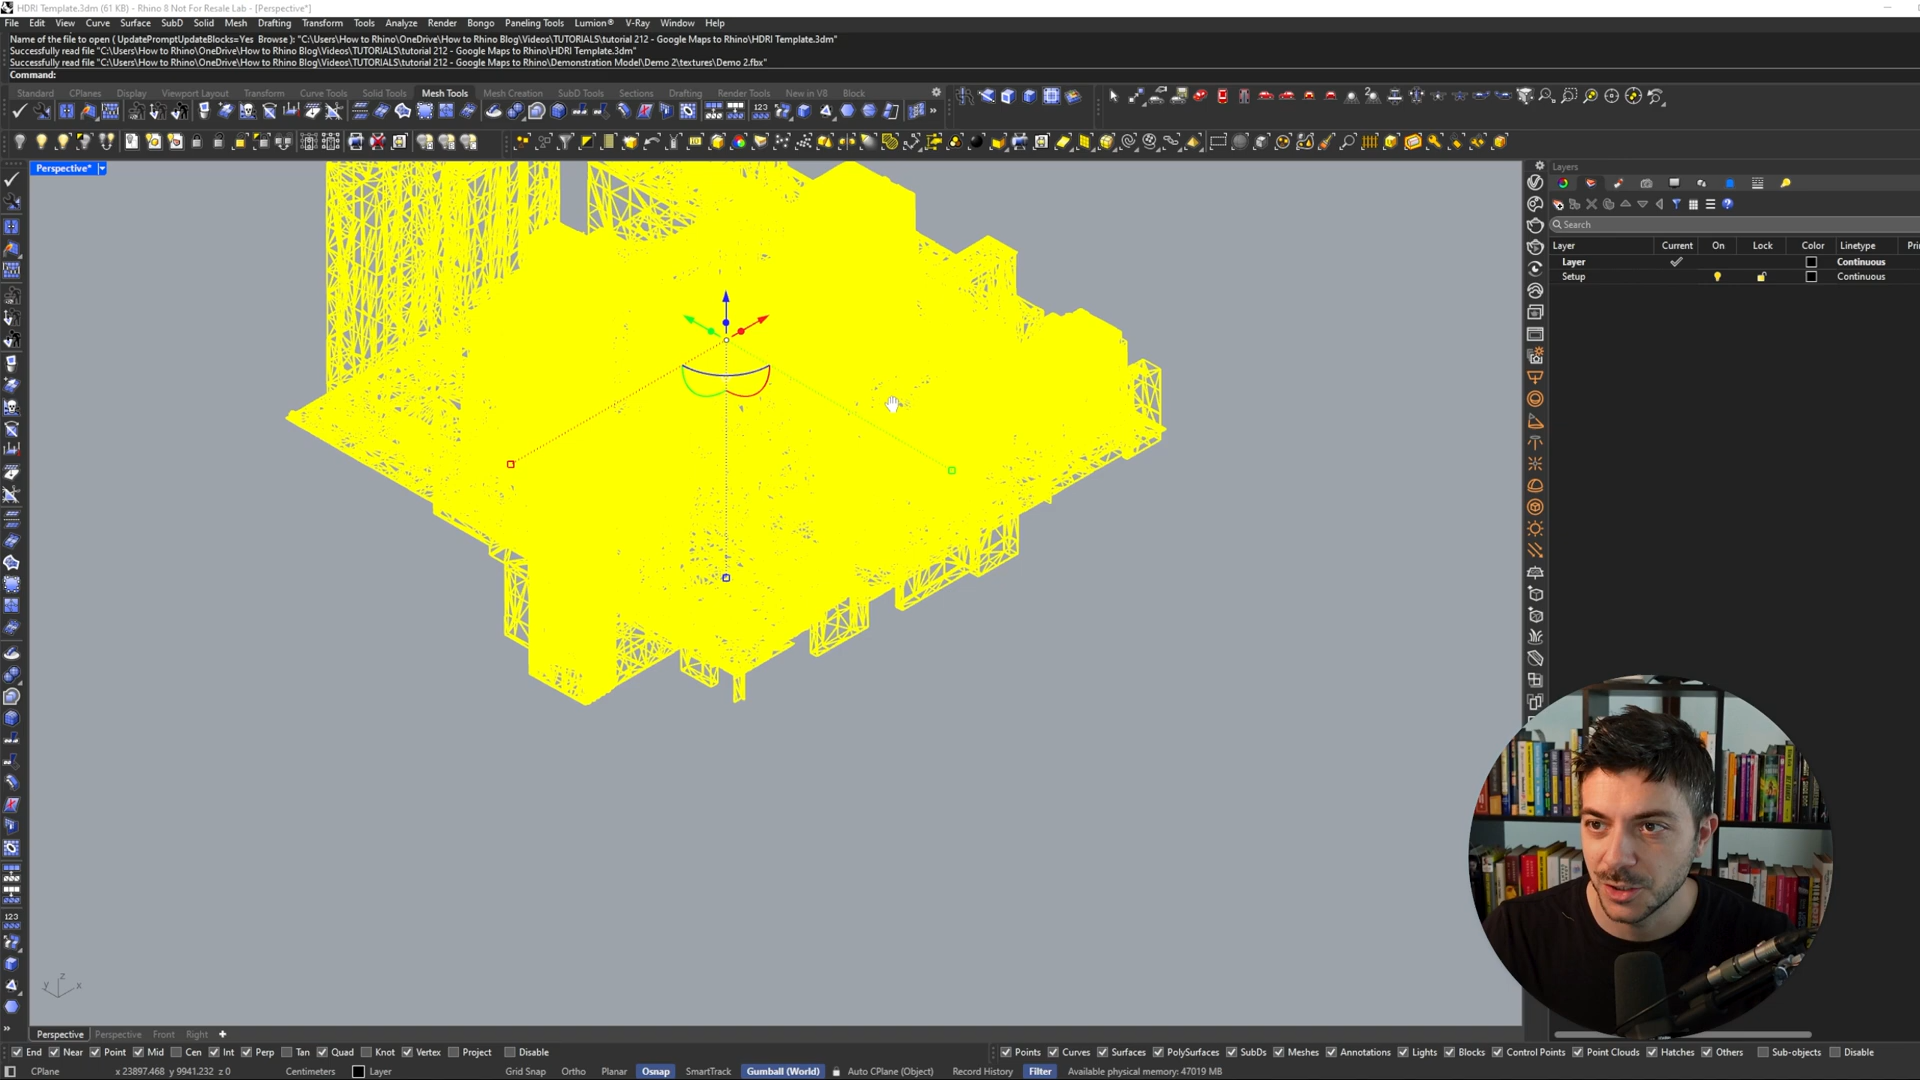 HDRI Template.3dm (61 KB) - Rhino 8 Not For Resale Lab - [Perspective*]
File Edit View Curve Surface SubD Solid Mesh Drafting Transform Tools Analyze Render Bongo Paneling Tools Lumion® V-Ray Window Help
Name of the file to open ( UpdatePromptUpdateBlocks=Yes Browse ): "C:\Users\How to Rhino\OneDrive\How to Rhino Blog\Videos\TUTORIALS\tutorial 212 - Google Maps to Rhino\HDRI Template.3dm"
Successfully read file "C:\Users\How to Rhino\OneDrive\How to Rhino Blog\Videos\TUTORIALS\tutorial 212 - Google Maps to Rhino\HDRI Template.3dm"
Successfully read file "C:\Users\How to Rhino\OneDrive\How to Rhino Blog\Videos\TUTORIALS\tutorial 212 - Google Maps to Rhino\Demonstration Model\Demo 2\textures\Demo 2.fbx"
Command:
Standard CPlanes Display Viewport Layout Transform Curve Tools Solid Tools Mesh Tools Mesh Creation SubD Tools Sections Drafting Render Tools New in V8 Block
123
Perspective*
Layers
Search
Layer Current On Lock Color Linetype Pri
Layer Continuous
Setup Continuous
123
z
y x
Perspective Perspective Front Right
End Near Point Mid Cen Int Perp Tan Quad Knot Vertex Project Disable Points Curves Surfaces PolySurfaces SubDs Meshes Annotations Lights Blocks Control Points Point Clouds Hatches Others Sub-objects Disable
CPlane x 23897.468 y 9941.232 z 0 Centimeters Layer Grid Snap Ortho Planar Osnap SmartTrack Gumball (World) Auto CPlane (Object) Record History Filter Available physical memory: 47019 MB